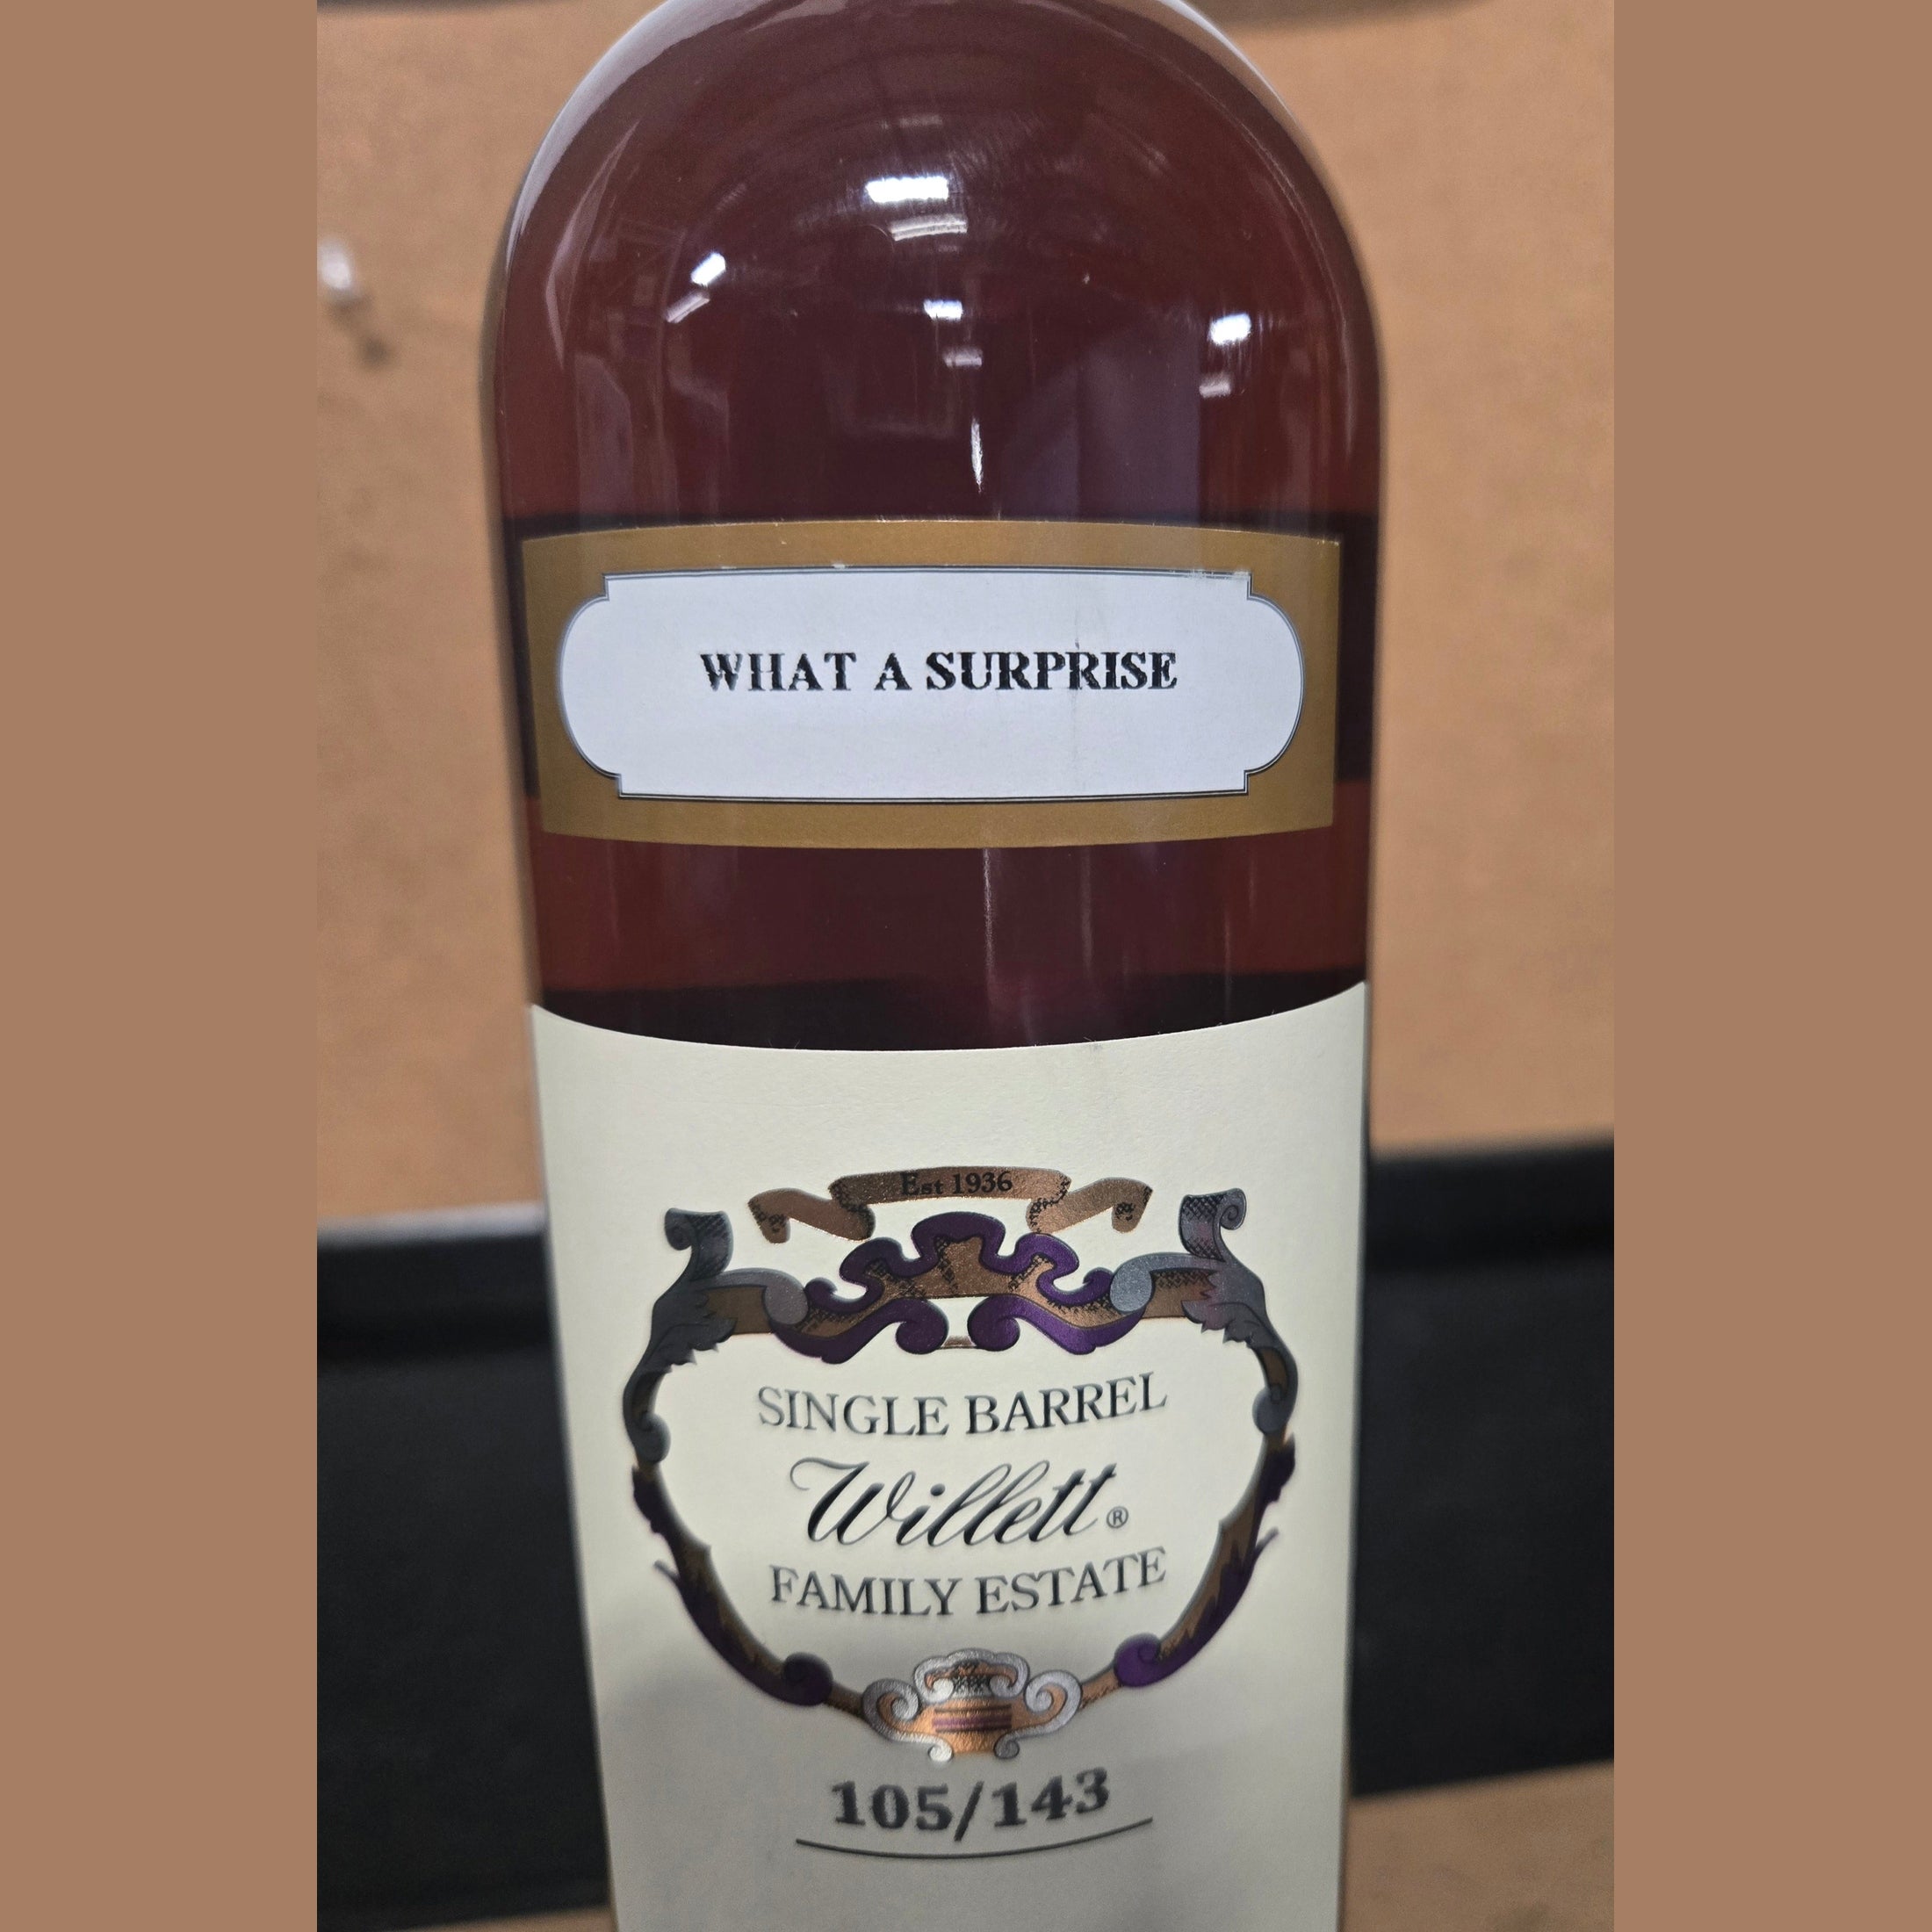 WHAT A SURPRISE
Est 1936
SINGLE BARREL
Willett®
FAMILY ESTATE
105/143